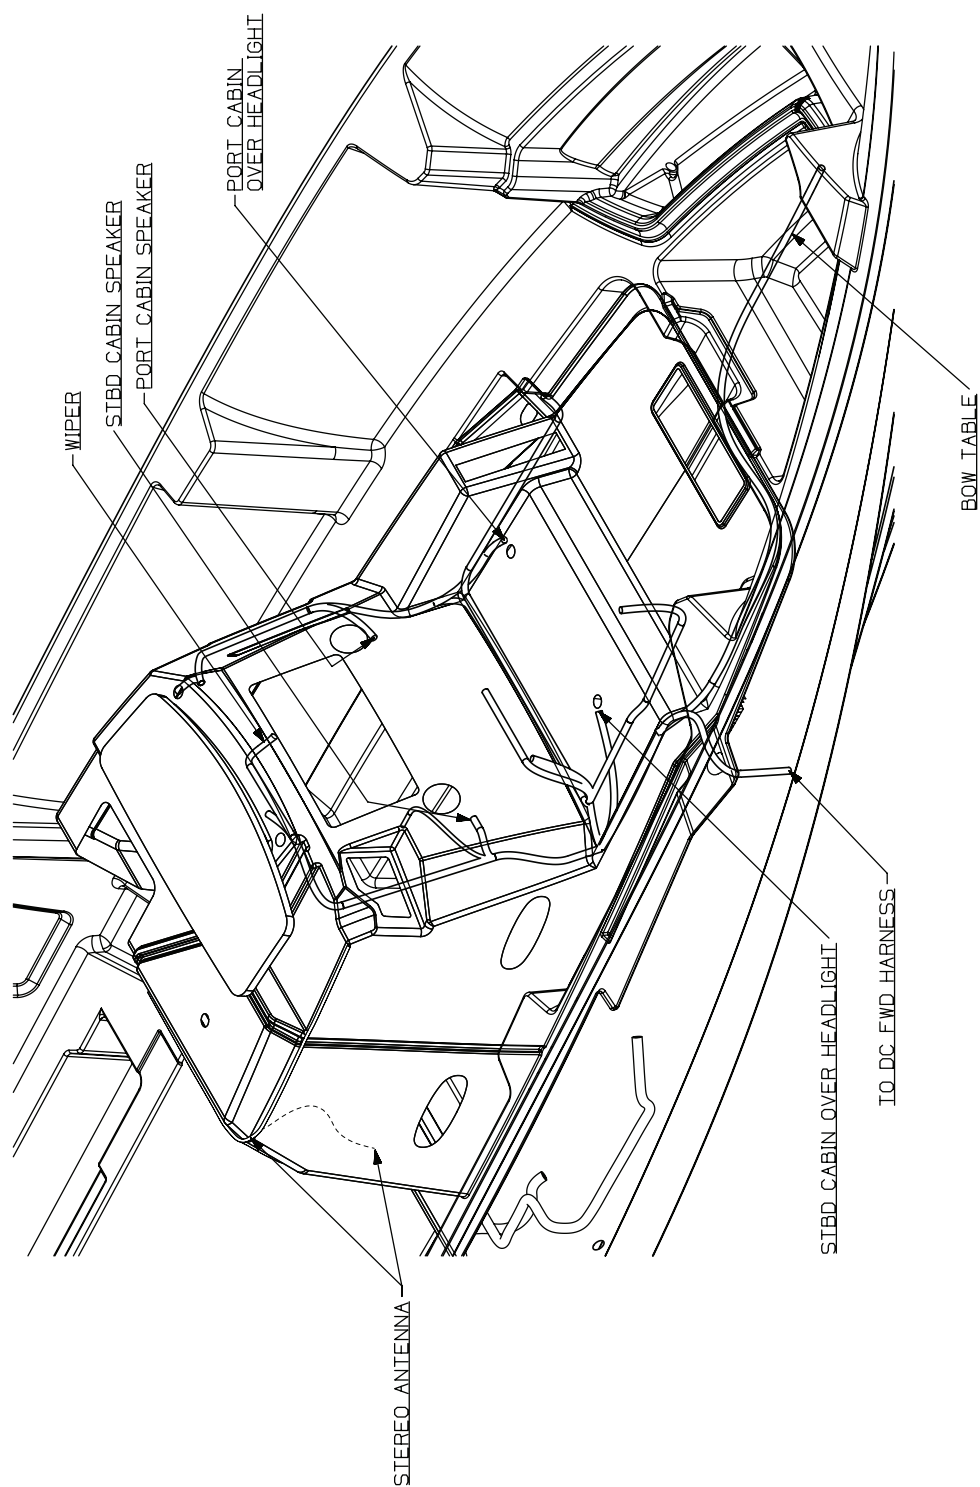 WIPER
STBD CABIN SPEAKER
PORT CABIN SPEAKER
PORT CABIN
OVER HEADLIGHT
STEREO ANTENNA
STBD CABIN OVER HEADLIGHT
TO DC FWD HARNESS
BOW TABLE